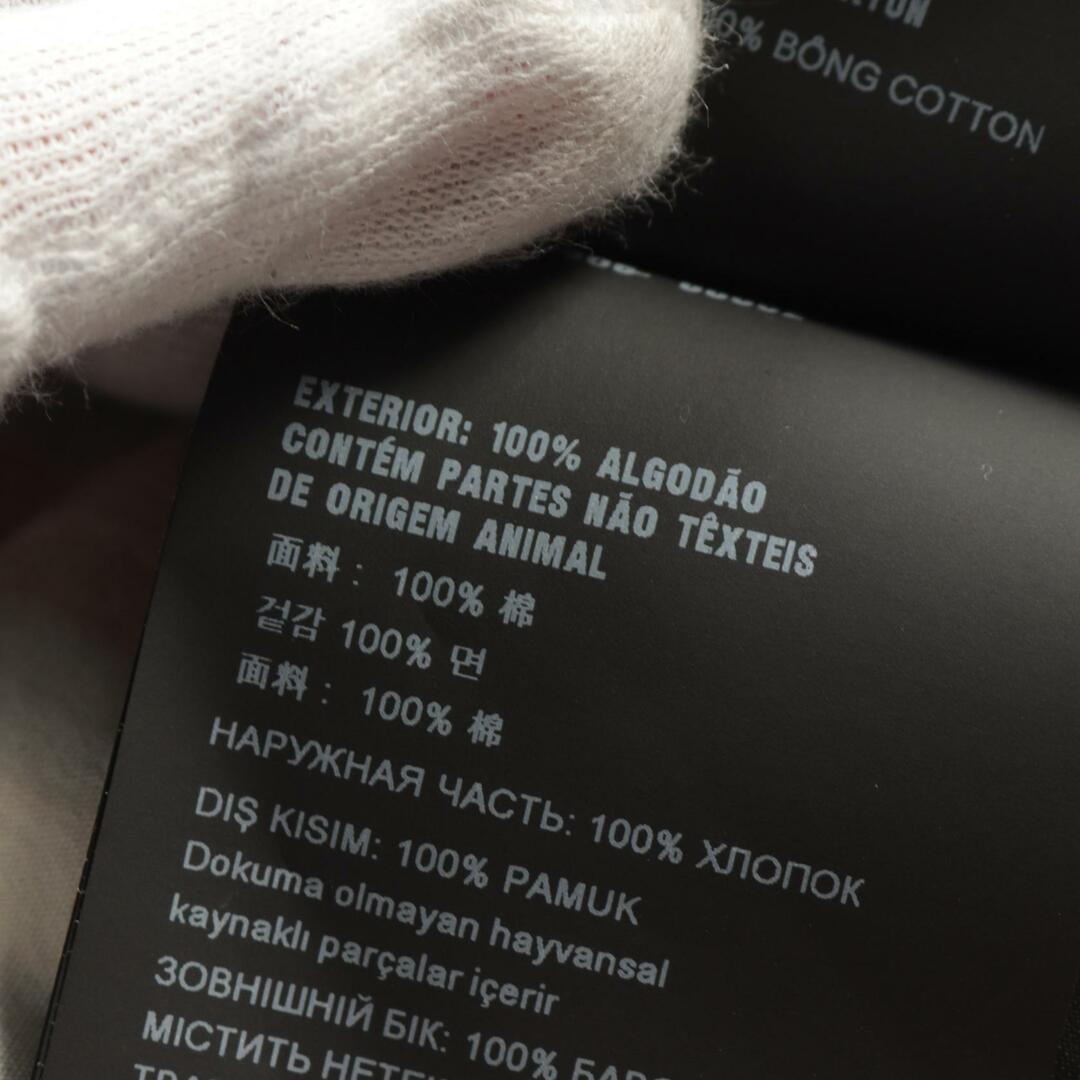 0% BÔNG COTTON
EXTERIOR: 100% ALGODÃO
CONTÉM PARTES NÃO TÊXTEIS
DE ORIGEM ANIMAL
面料： 100% 棉
겉감 100% 면
面料： 100% 棉
НАРУЖНАЯ ЧАСТЬ: 100% ХЛОПОК
DIŞ KISIM: 100% PAMUK
Dokuma olmayan hayvansal
kaynaklı parçalar içerir
ЗОВНІШНІЙ БІК: 100%
МІСТИТЬ